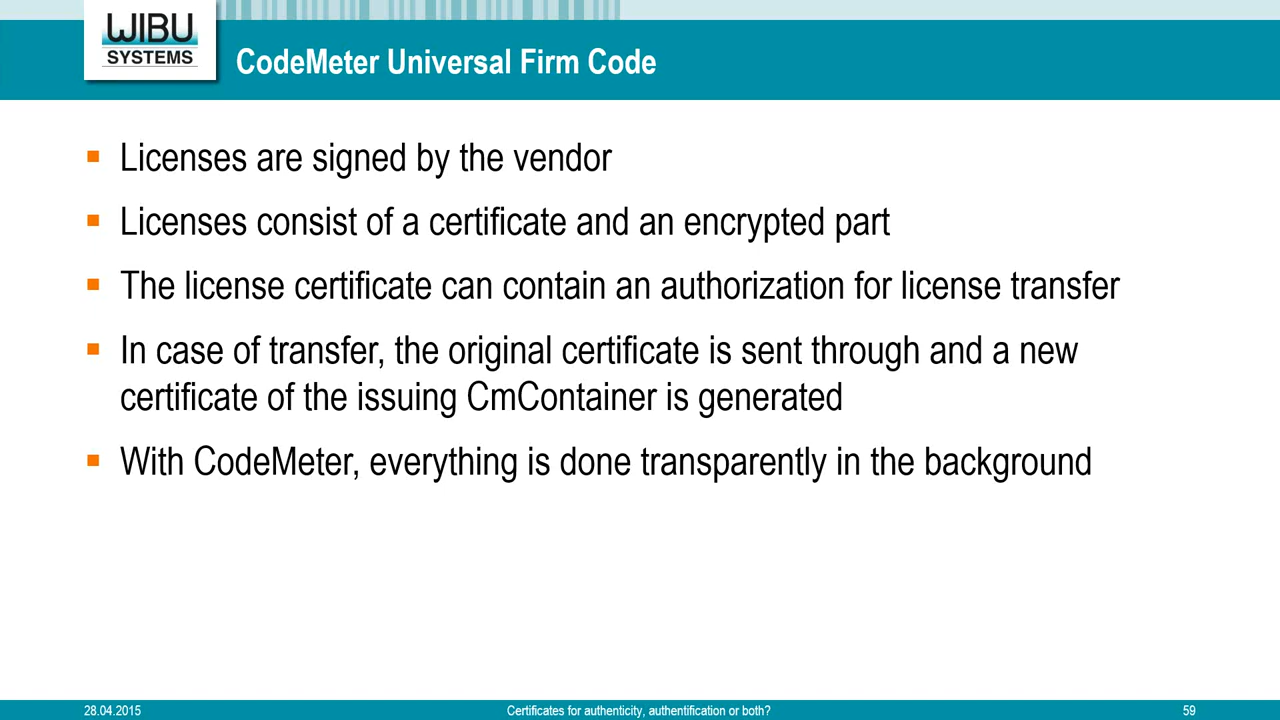 WIBU
SYSTEMS
CodeMeter Universal Firm Code
Licenses are signed by the vendor
Licenses consist of a certificate and an encrypted part
The license certificate can contain an authorization for license transfer
In case of transfer, the original certificate is sent through and a new
certificate of the issuing CmContainer is generated
With CodeMeter, everything is done transparently in the background
28.04.2015
Certificates for authenticity, authentification or both?
59